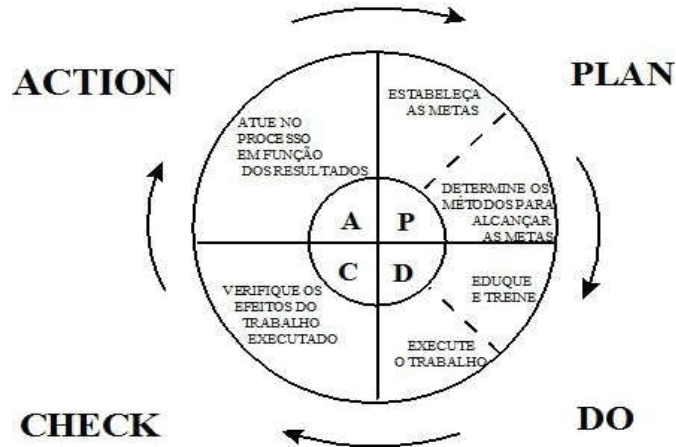 ACTION
PLAN
ESTABELEÇA
AS METAS
ATUE NO
PROCESSO
EM FUNÇÃO
DOS RESULTADOS
DETERMINE OS
MÉTODOS PARA
ALCANÇAR
AS METAS
A P
C D
VERIFIQUE OS
EFEITOS DO
TRABALHO
EXECUTADO
EDUQUE
E TREINE
EXECUTE
O TRABALHO
CHECK
DO